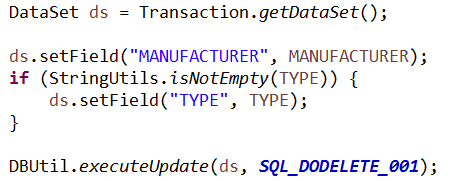 DataSet ds = Transaction.getDataSet();
ds.setField("MANUFACTURER", MANUFACTURER);
if (StringUtils.isNotEmpty(TYPE)) {
    ds.setField("TYPE", TYPE);
}
DBUtil.executeUpdate(ds, SQL_DODELETE_001);